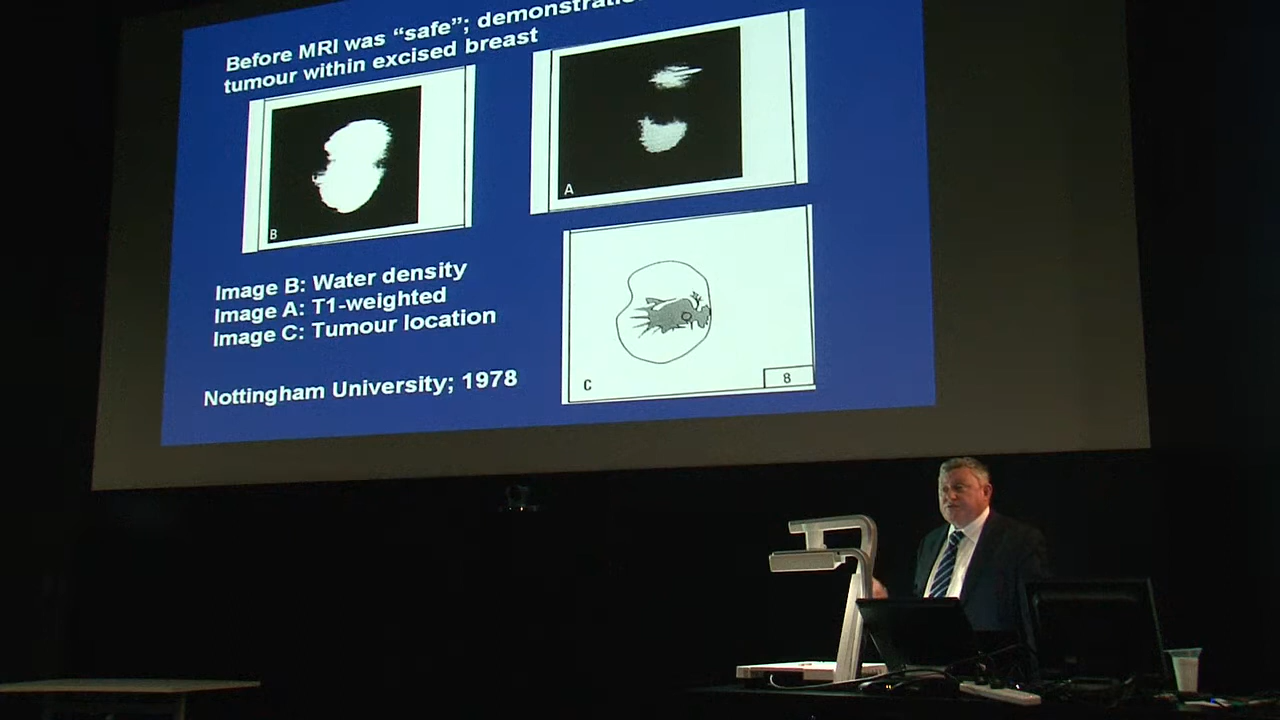 Before MRI was “safe”; demonstratio
tumour within excised breast
B
A
Image B: Water density
Image A: T1-weighted
Image C: Tumour location
C
8
Nottingham University; 1978